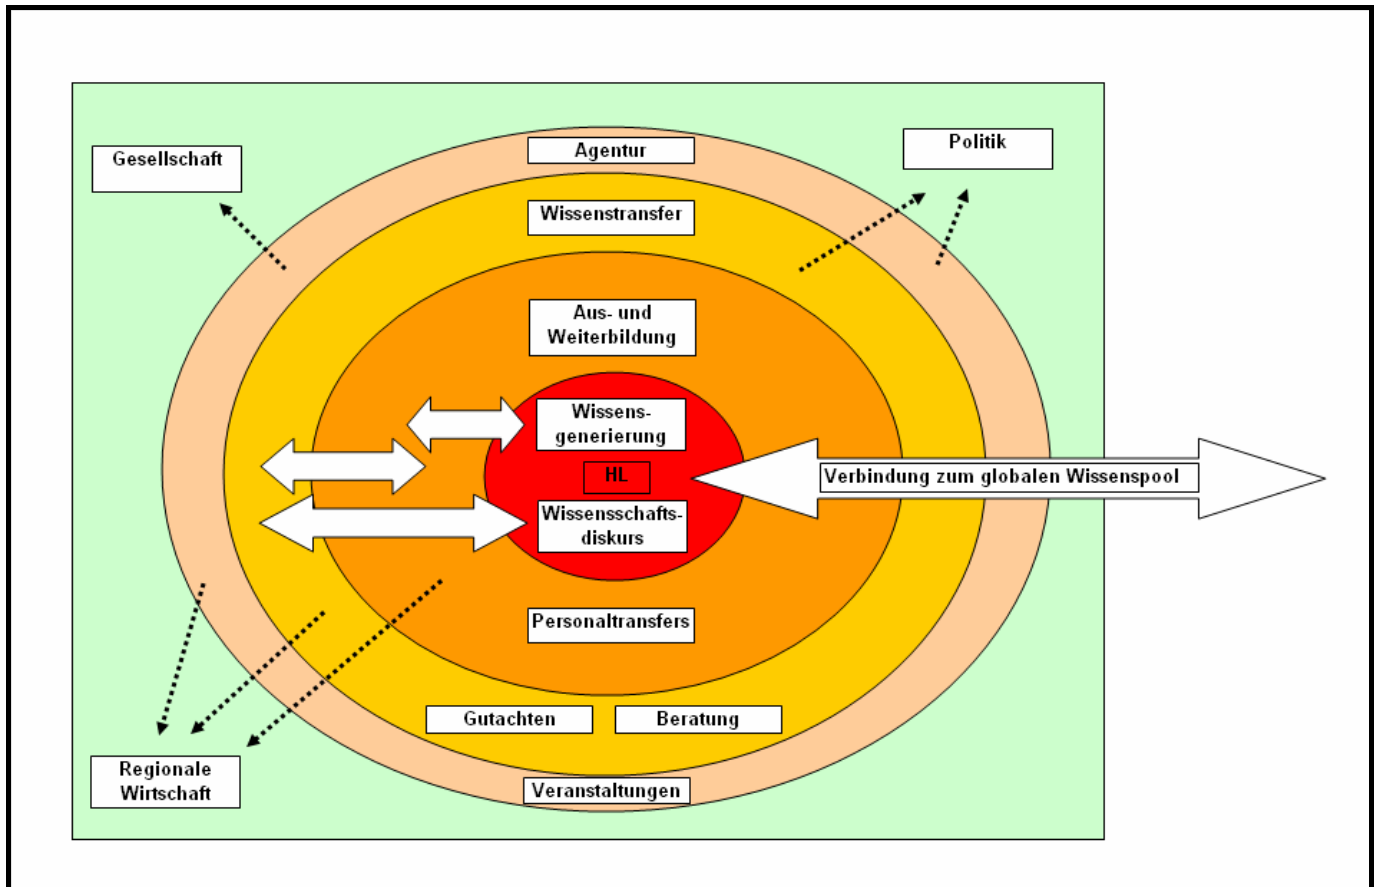 Gesellschaft
Agentur
Politik
Wissenstransfer
Aus- und
Weiterbildung
Wissens-
generierung
HL
Verbindung zum globalen Wissenspool
Wissensschafts-
diskurs
Personaltransfers
Gutachten
Beratung
Regionale
Wirtschaft
Veranstaltungen